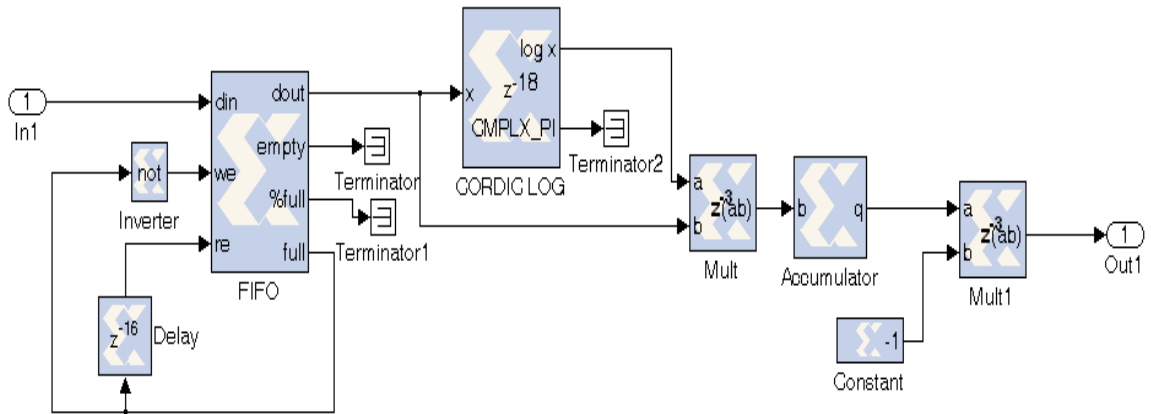 1
In1
not
Inverter
z-16
Delay
din
we
re
dout
empty
%full
full
FIFO
Terminator
Terminator1
x
log x
z-18
CMPLX_PI
CORDIC LOG
Terminator2
a
b
z-3(ab)
Mult
b
q
Accumulator
-1
Constant
a
b
z-3(ab)
Mult1
1
Out1